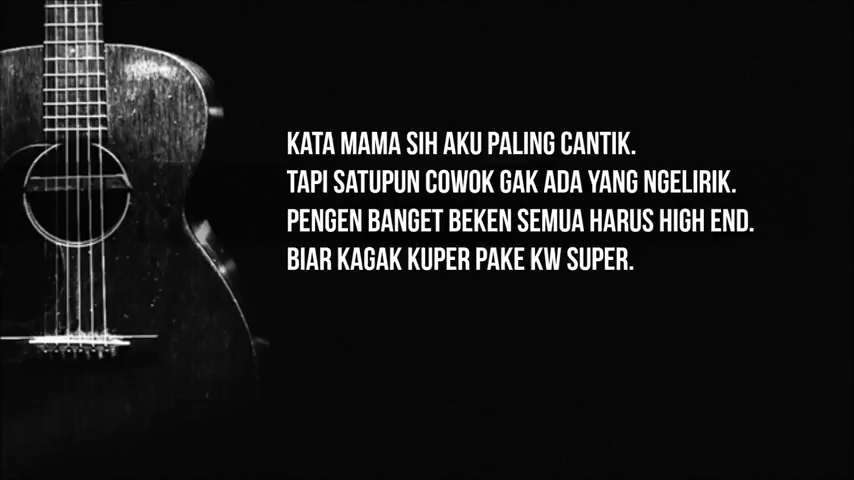 KATA MAMA SIH AKU PALING CANTIK.
TAPI SATUPUN COWOK GAK ADA YANG NGELIRIK.
PENGEN BANGET BEKEN SEMUA HARUS HIGH END.
BIAR KAGAK KUPER PAKE KW SUPER.